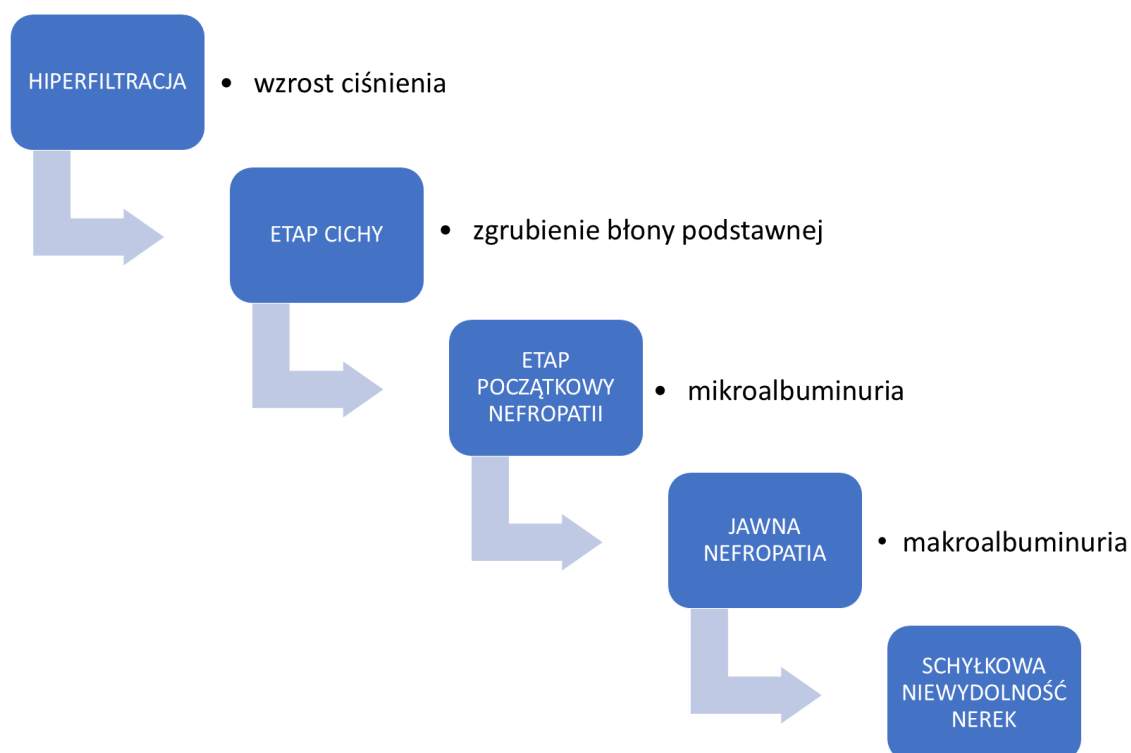 HIPERFILTRACJA
• wzrost ciśnienia
ETAP CICHY
• zgrubienie błony podstawnej
ETAP
POCZĄTKOWY
NEFROPATII
• mikroalbuminuria
JAWNA
NEFROPATIA
• makroalbuminuria
SCHYŁKOWA
NIEWYDOLNOŚĆ
NEREK